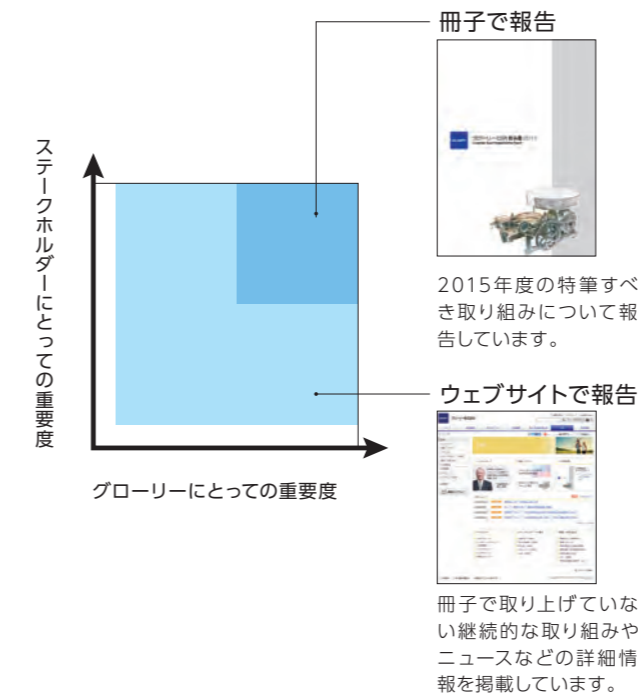 冊子で報告
2015年度の特筆すべ
き取り組みについて報
告しています。
ステークホルダーにとっての重要度
グローリーにとっての重要度
ウェブサイトで報告
冊子で取り上げていな
い継続的な取り組みや
ニュースなどの詳細情
報を掲載しています。